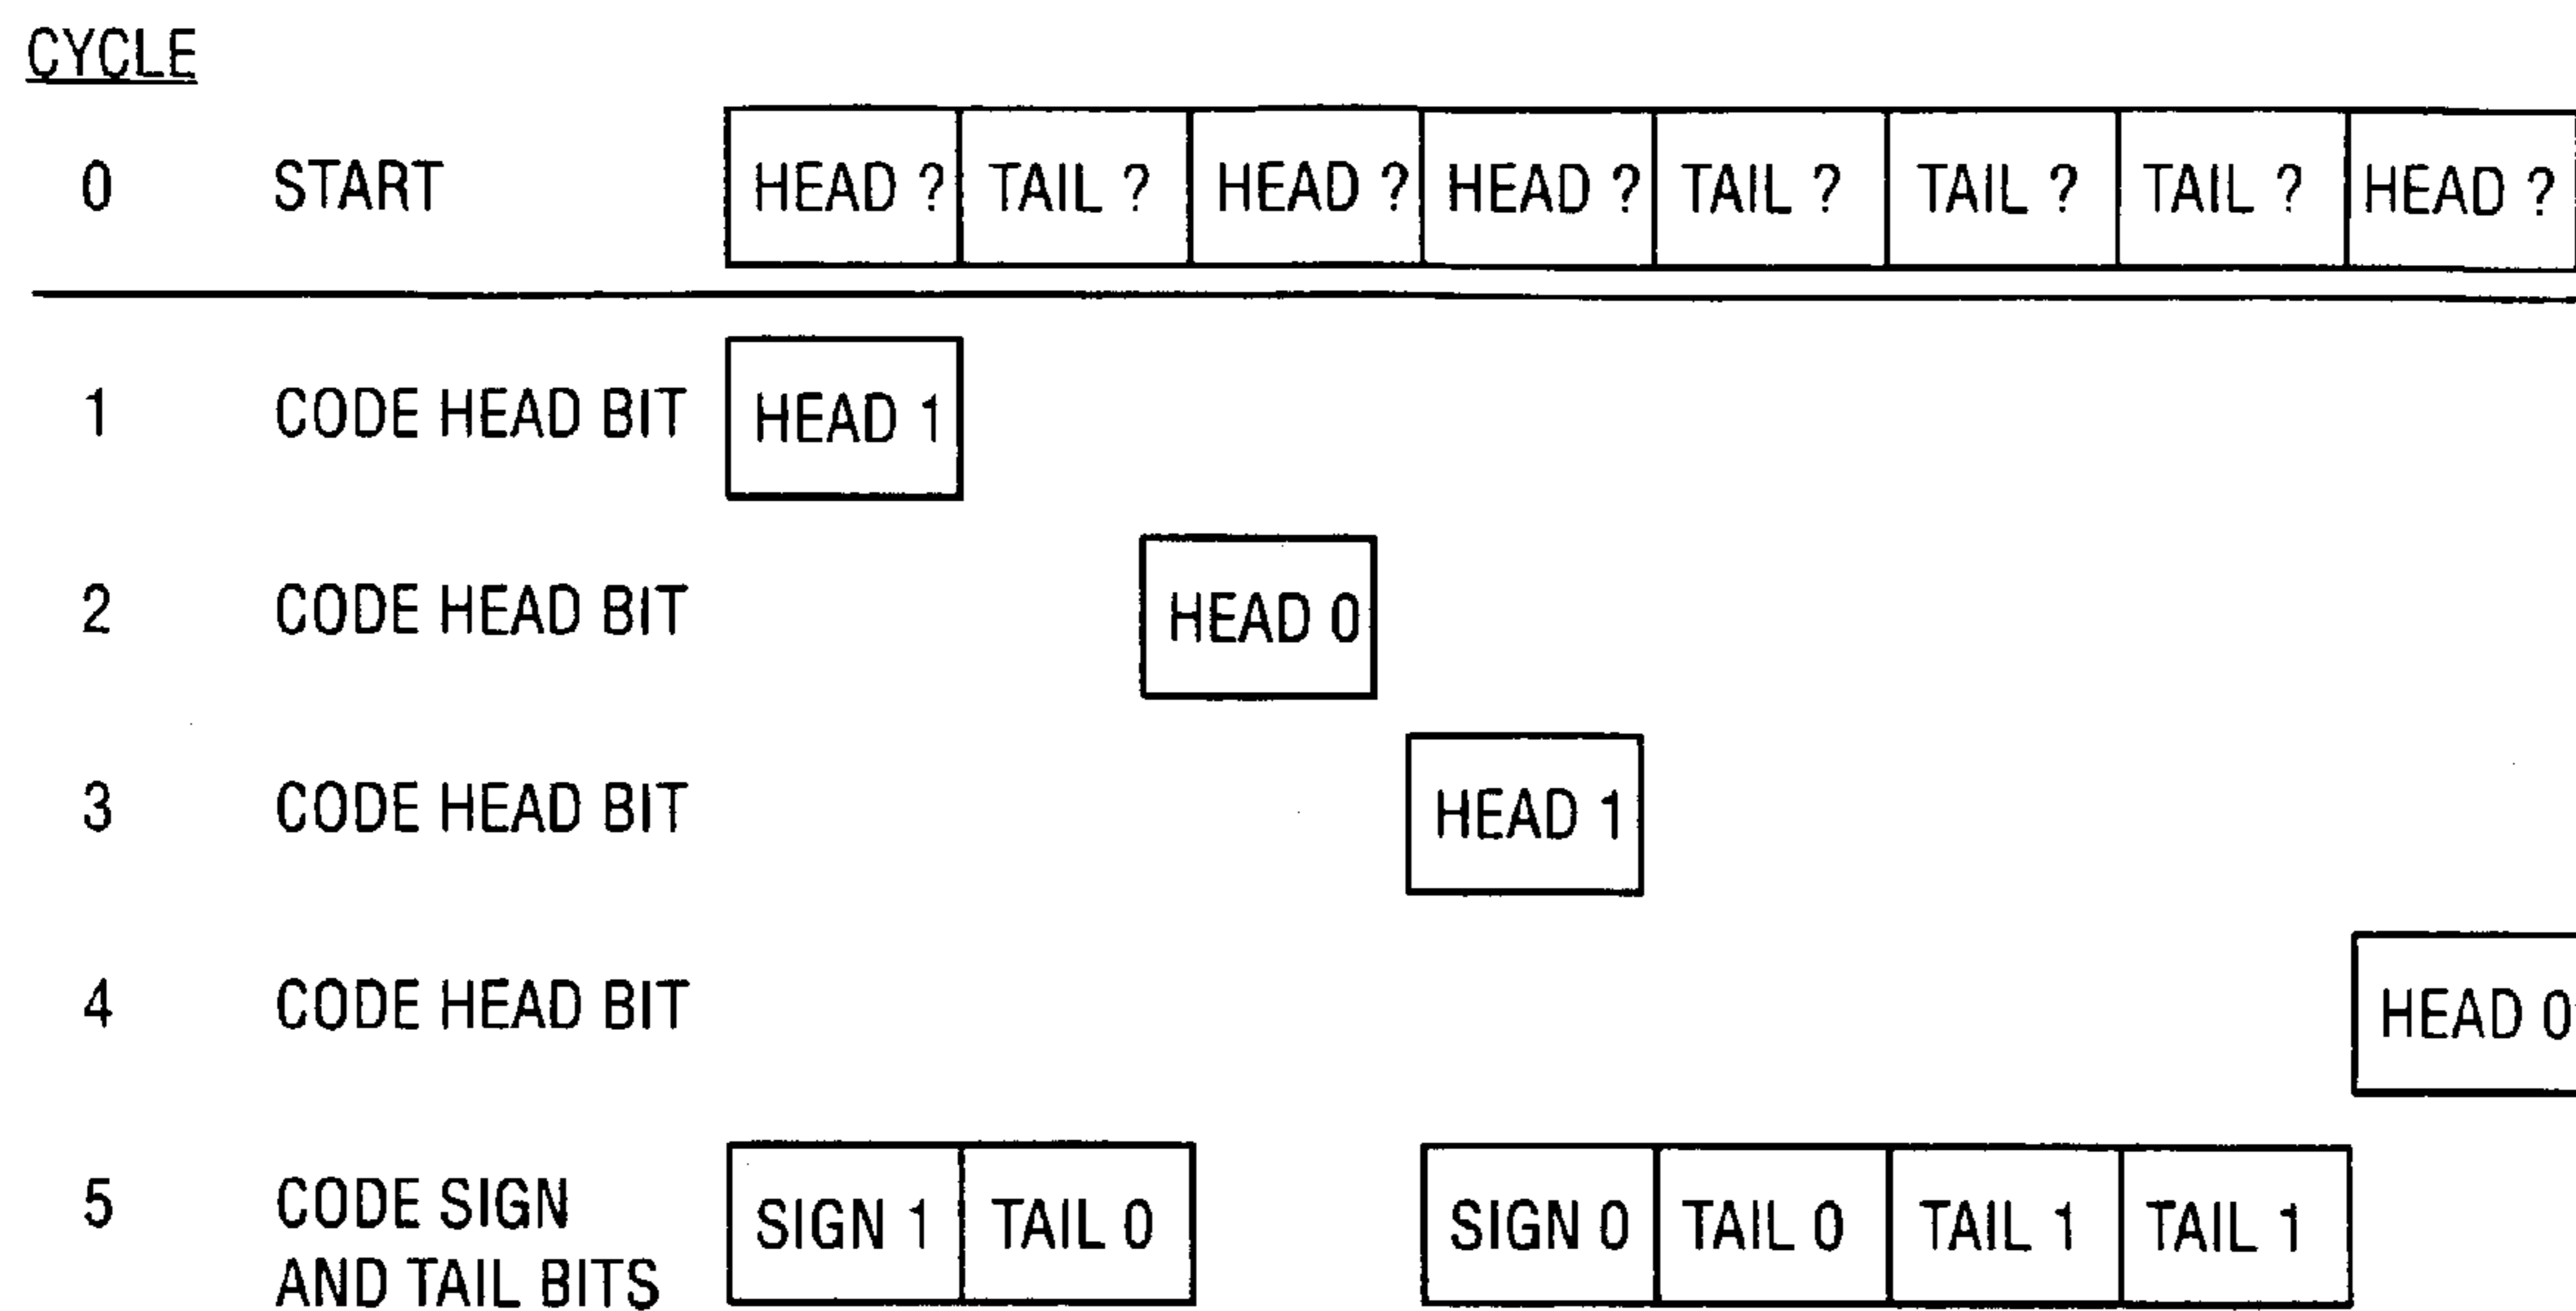 CYCLE
0 START HEAD ? TAIL ? HEAD ? HEAD ? TAIL ? TAIL ? TAIL ? HEAD ?
1 CODE HEAD BIT HEAD 1
2 CODE HEAD BIT HEAD 0
3 CODE HEAD BIT HEAD 1
4 CODE HEAD BIT HEAD 0
5 CODE SIGN SIGN 1 TAIL 0 SIGN 0 TAIL 0 TAIL 1 TAIL 1
AND TAIL BITS